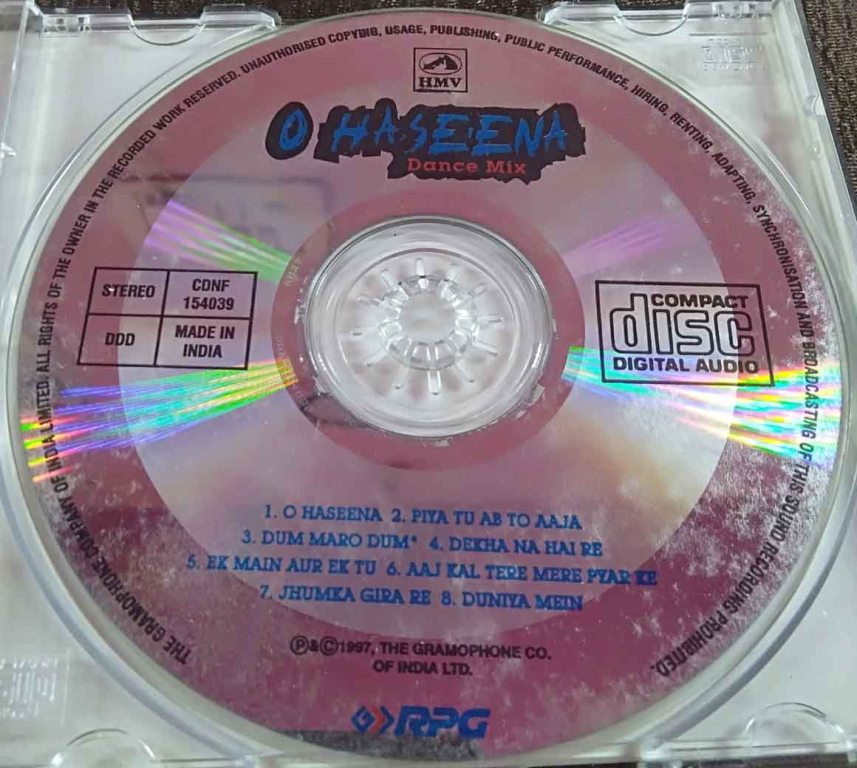 THE GRAMOPHONE COMPANY OF INDIA LIMITED. ALL RIGHTS OF THE OWNER IN THE RECORDED WORK RESERVED. UNAUTHORISED COPYING, USAGE, PUBLISHING, PUBLIC PERFORMANCE, HIRING, RENTING, ADAPTING, SYNCHRONISATION AND BROADCASTING OF THIS SOUND RECORDING PROHIBITED.
HMV
O HASEENA
Dance Mix
STEREO
CDNF
154039
DDD
MADE IN
INDIA
COMPACT
disc
DIGITAL AUDIO
1. O HASEENA 2. PIYA TU AB TO AAJA
3. DUM MARO DUM* 4. DEKHA NA HAI RE
5. EK MAIN AUR EK TU 6. AAJ KAL TERE MERE PYAR KE
7. JHUMKA GIRA RE 8. DUNIYA MEIN
Ⓟ&Ⓒ1997, THE GRAMOPHONE CO.
OF INDIA LTD.
RPG